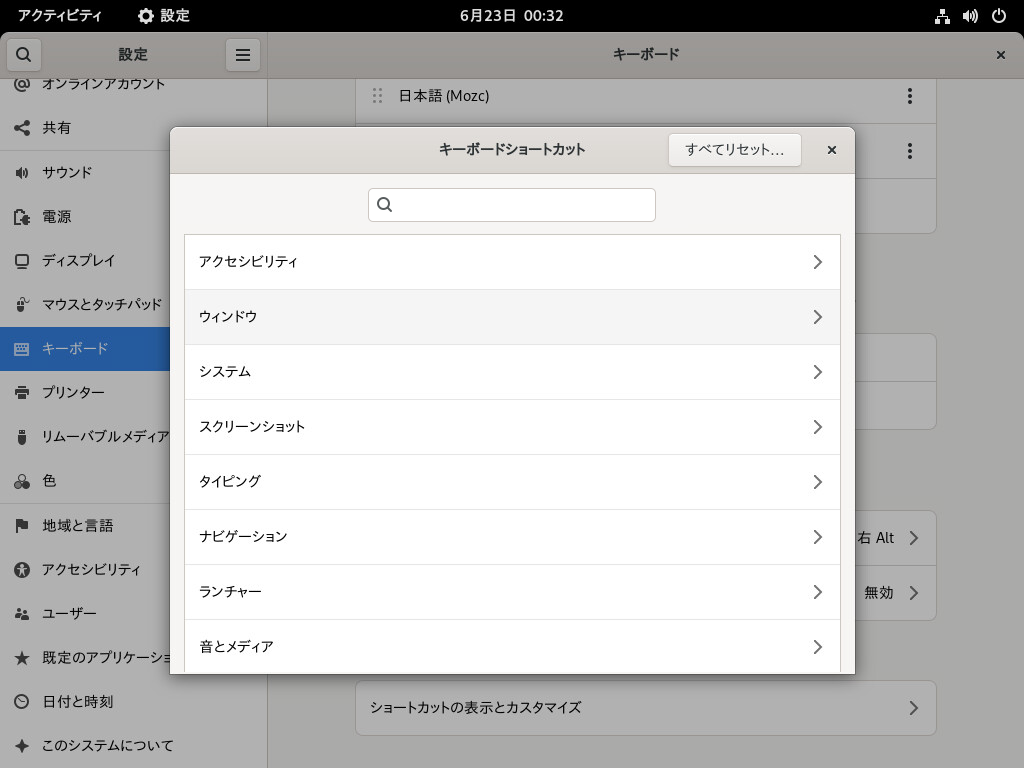 アクティビティ
設定
6月23日 00:32
設定
キーボード
オンラインアカウント
共有
サウンド
電源
ディスプレイ
マウスとタッチパッド
キーボード
プリンター
リムーバブルメディア
色
地域と言語
アクセシビリティ
ユーザー
既定のアプリケーショ
日付と時刻
このシステムについて
日本語 (Mozc)
キーボードショートカット
すべてリセット...
アクセシビリティ
ウィンドウ
システム
スクリーンショット
タイピング
ナビゲーション
ランチャー
音とメディア
右 Alt
無効
ショートカットの表示とカスタマイズ